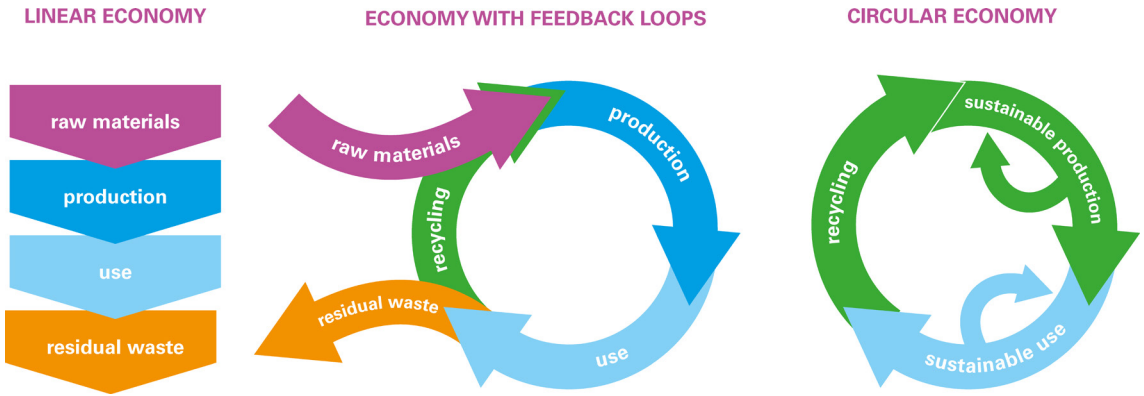 LINEAR ECONOMY
raw materials
production
use
residual waste
ECONOMY WITH FEEDBACK LOOPS
raw materials
production
recycling
residual waste
use
CIRCULAR ECONOMY
sustainable production
recycling
sustainable use